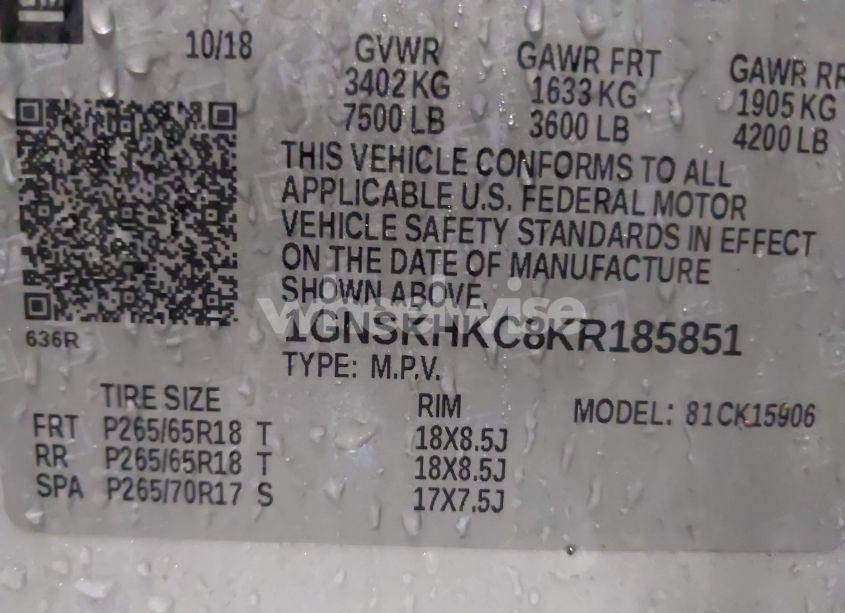 GM
10/18
GVWR GAWR FRT GAWR RR
3402 KG 1633 KG 1905 KG
7500 LB 3600 LB 4200 LB
THIS VEHICLE CONFORMS TO ALL
APPLICABLE U.S. FEDERAL MOTOR
VEHICLE SAFETY STANDARDS IN EFFECT
ON THE DATE OF MANUFACTURE
SHOWN ABOVE.
1GNSKHKC8KR185851
636R
TYPE: M.P.V.
TIRE SIZE RIM MODEL: 81CK15906
FRT P265/65R18 T 18X8.5J
RR P265/65R18 T 18X8.5J
SPA P265/70R17 S 17X7.5J